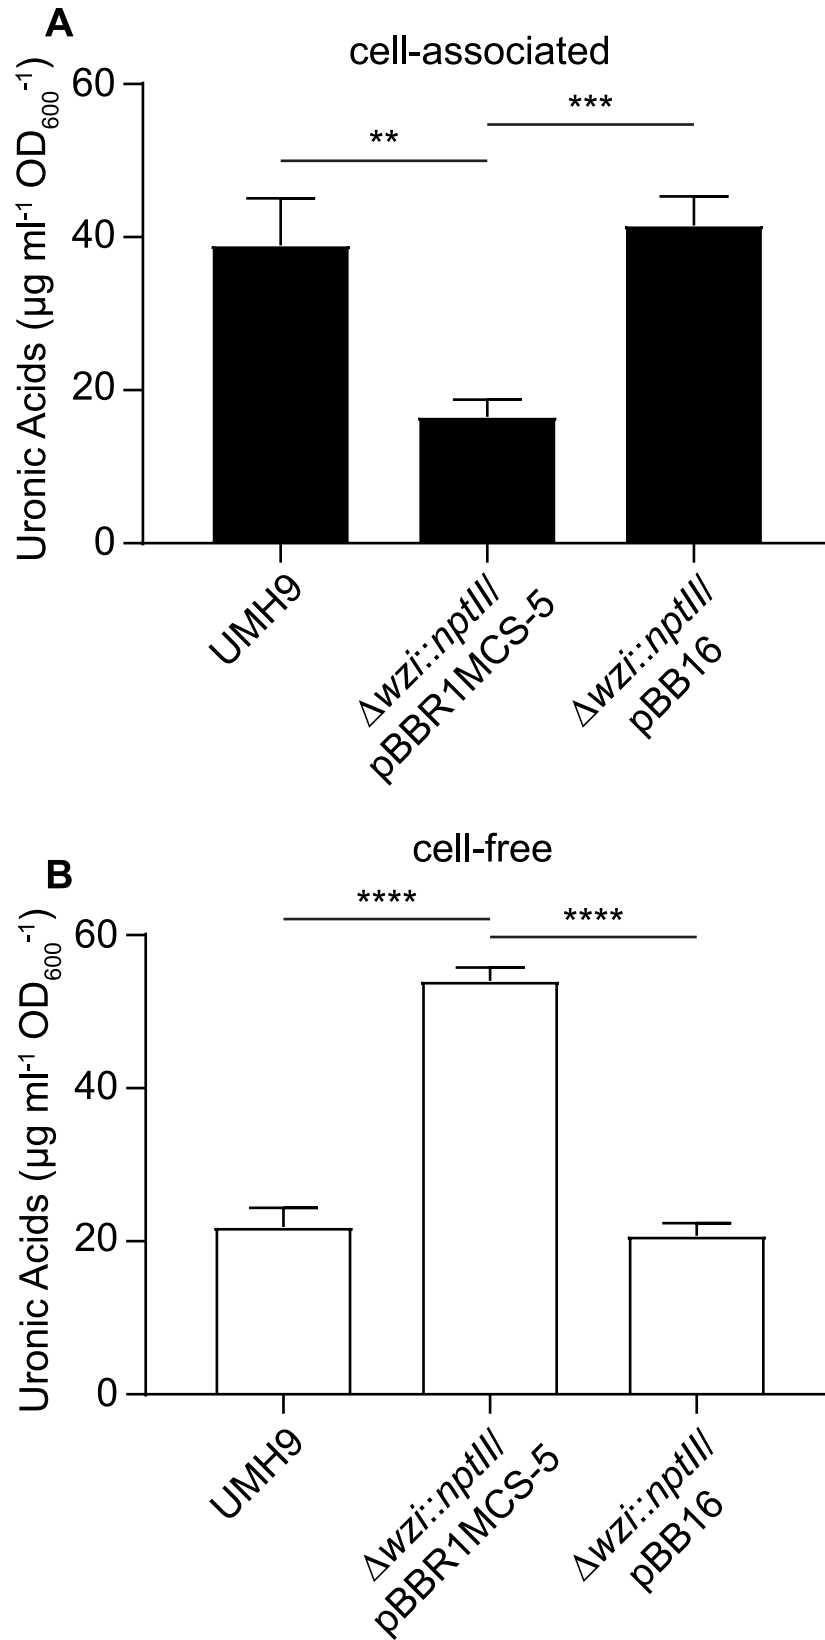 A
cell-associated
Uronic Acids (µg ml⁻¹ OD₆₀₀⁻¹)
60
40
20
0
**
***
UMH9
Δwzi::nptII/
pBBR1MCS-5
Δwzi::nptII/
pBB16
B
cell-free
Uronic Acids (µg ml⁻¹ OD₆₀₀⁻¹)
60
40
20
0
****
****
UMH9
Δwzi::nptII/
pBBR1MCS-5
Δwzi::nptII/
pBB16